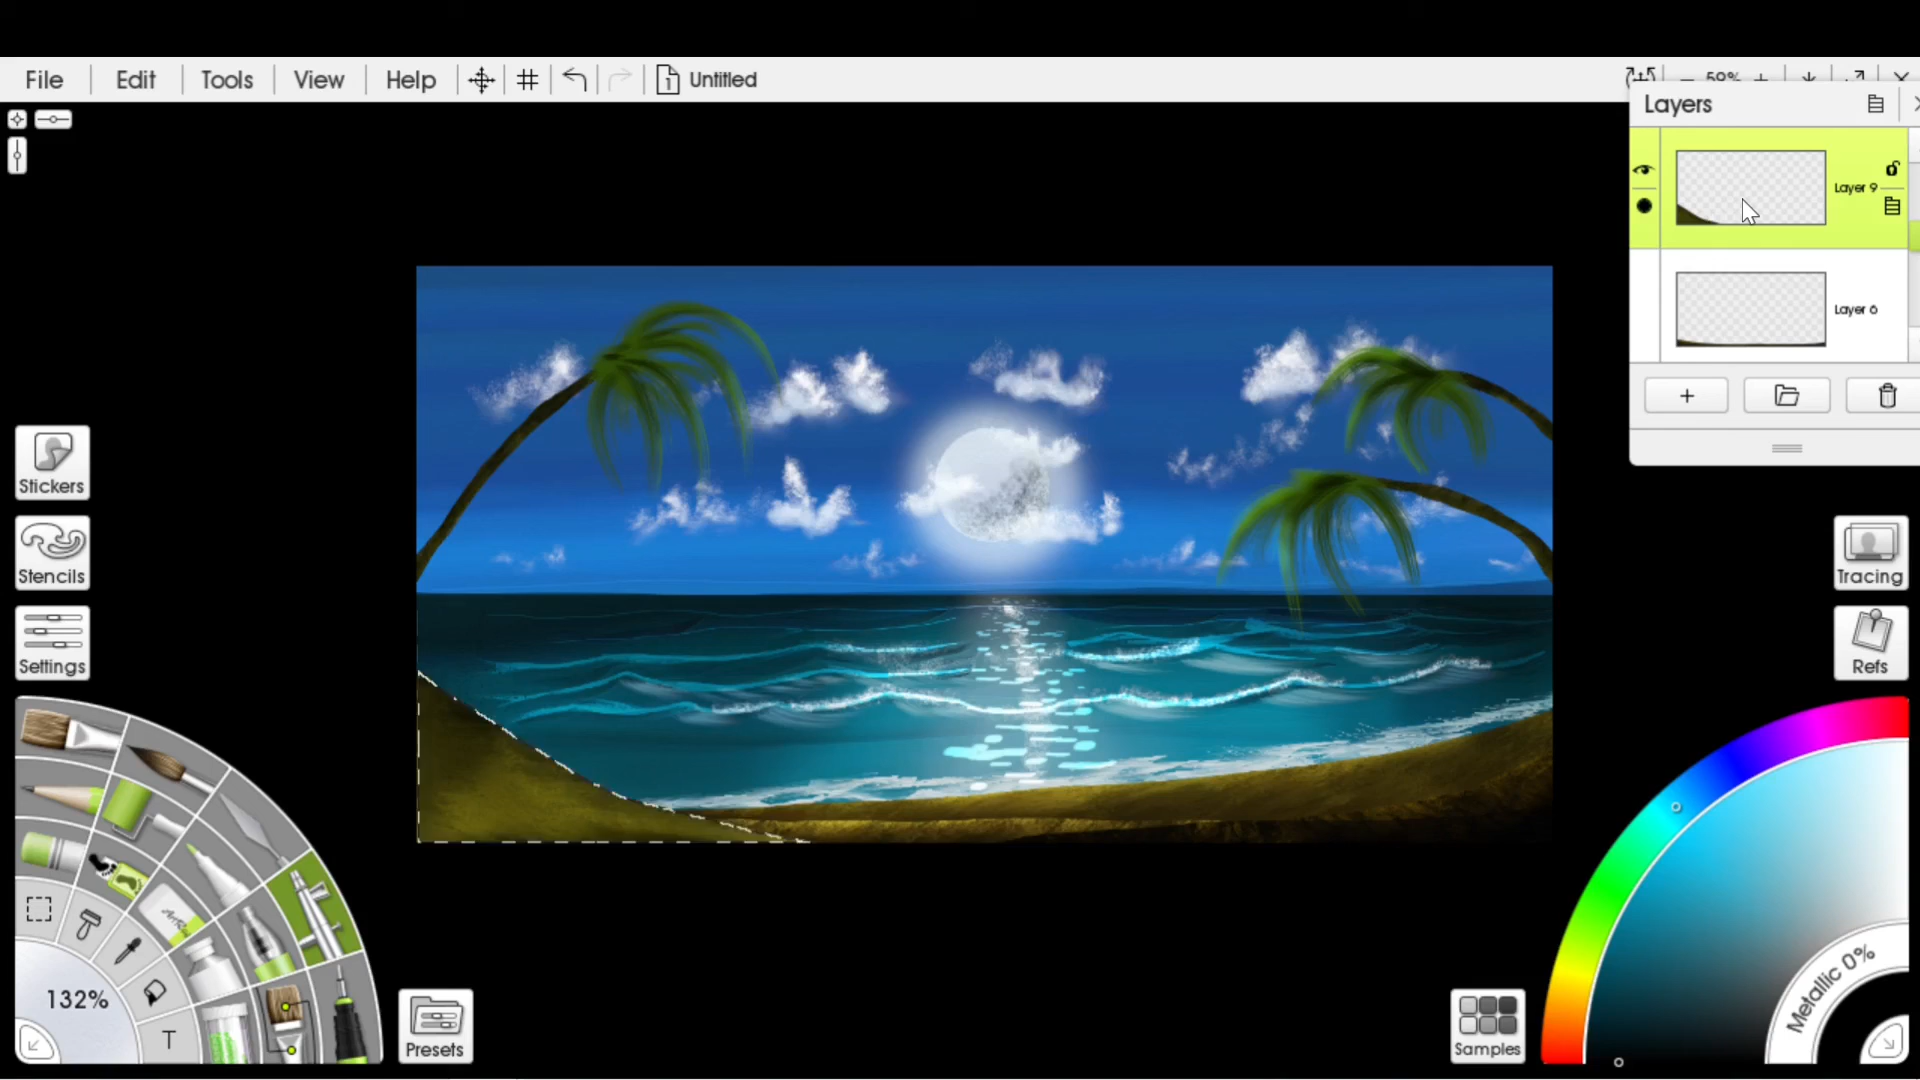 File Edit Tools View Help Untitled 59%
Layers
Layer 9
Layer 6
Stickers
Stencils
Settings
Tracing
Refs
132%
T
Presets
Samples
Metallic 0%